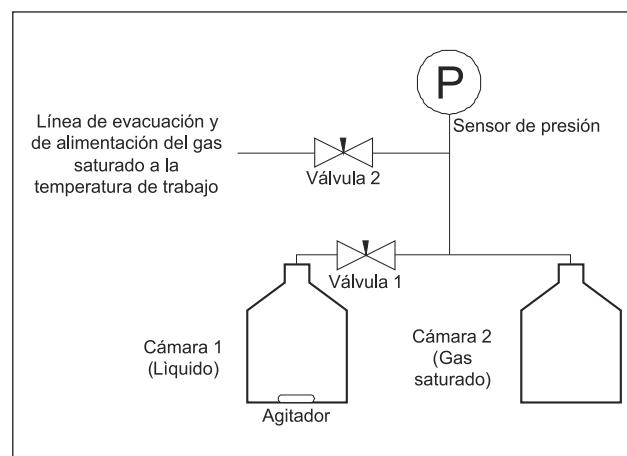 P
Sensor de presión
Línea de evacuación y
de alimentación del gas
saturado a la
temperatura de trabajo
Válvula 2
Válvula 1
Cámara 1
(Lìquido)
Cámara 2
(Gas
saturado)
Agitador